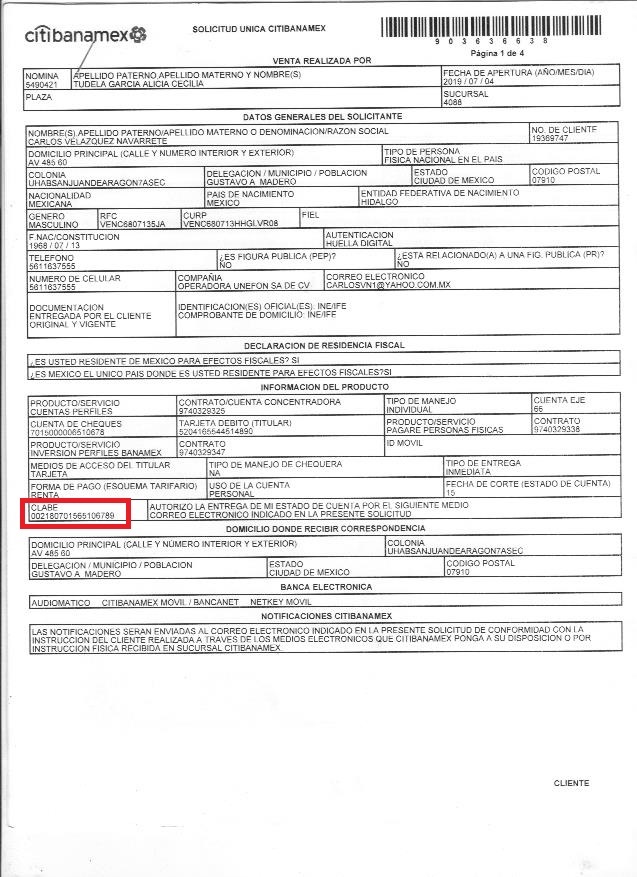 citibanamex
SOLICITUD UNICA CITIBANAMEX
9 0 3 6 3 6 6 3 8
Página 1 de 4
VENTA REALIZADA POR
NOMINA
5490421
APELLIDO PATERNO,APELLIDO MATERNO Y NOMBRE(S)
TUDELA GARCIA ALICIA CECILIA
FECHA DE APERTURA (AÑO/MES/DIA)
2019 / 07 / 04
PLAZA
SUCURSAL
4088
DATOS GENERALES DEL SOLICITANTE
NOMBRE(S),APELLIDO PATERNO/APELLIDO MATERNO O DENOMINACION/RAZON SOCIAL
CARLOS VELAZQUEZ NAVARRETE
NO. DE CLIENTE
19369747
DOMICILIO PRINCIPAL (CALLE Y NUMERO INTERIOR Y EXTERIOR)
AV 485 60
TIPO DE PERSONA
FISICA NACIONAL EN EL PAIS
COLONIA
UHABSANJUANDEARAGON7ASEC
DELEGACION / MUNICIPIO / POBLACION
GUSTAVO A MADERO
ESTADO
CIUDAD DE MEXICO
CODIGO POSTAL
07910
NACIONALIDAD
MEXICANA
PAIS DE NACIMIENTO
MEXICO
ENTIDAD FEDERATIVA DE NACIMIENTO
HIDALGO
GENERO
MASCULINO
RFC
VENC6807135JA
CURP
VENC680713HHGLVR08
FIEL
F.NAC/CONSTITUCION
1968 / 07 / 13
AUTENTICACION
HUELLA DIGITAL
TELEFONO
5611637555
¿ES FIGURA PUBLICA (PEP)?
NO
¿ESTA RELACIONADO(A) A UNA FIG. PUBLICA (PR)?
NO
NUMERO DE CELULAR
5611637555
COMPAÑIA
OPERADORA UNEFON SA DE CV
CORREO ELECTRONICO
CARLOSVN1@YAHOO.COM.MX
DOCUMENTACION
ENTREGADA POR EL CLIENTE
ORIGINAL Y VIGENTE
IDENTIFICACION(ES) OFICIAL(ES): INE/IFE
COMPROBANTE DE DOMICILIO: INE/IFE
DECLARACION DE RESIDENCIA FISCAL
¿ES USTED RESIDENTE DE MEXICO PARA EFECTOS FISCALES? SI
¿ES MEXICO EL UNICO PAIS DONDE ES USTED RESIDENTE PARA EFECTOS FISCALES?SI
INFORMACION DEL PRODUCTO
PRODUCTO/SERVICIO
CUENTAS PERFILES
CONTRATO/CUENTA CONCENTRADORA
9740329325
TIPO DE MANEJO
INDIVIDUAL
CUENTA EJE
66
CUENTA DE CHEQUES
7015000006510678
TARJETA DEBITO (TITULAR)
5204165544514890
PRODUCTO/SERVICIO
PAGARE PERSONAS FISICAS
CONTRATO
9740329338
PRODUCTO/SERVICIO
INVERSION PERFILES BANAMEX
CONTRATO
9740329347
ID MOVIL
MEDIOS DE ACCESO DEL TITULAR
TARJETA
TIPO DE MANEJO DE CHEQUERA
NA
TIPO DE ENTREGA
INMEDIATA
FORMA DE PAGO (ESQUEMA TARIFARIO)
RENTA
USO DE LA CUENTA
PERSONAL
FECHA DE CORTE (ESTADO DE CUENTA)
15
CLABE
002180701565106789
AUTORIZO LA ENTREGA DE MI ESTADO DE CUENTA POR EL SIGUIENTE MEDIO
CORREO ELECTRONICO INDICADO EN LA PRESENTE SOLICITUD
DOMICILIO DONDE RECIBIR CORRESPONDENCIA
DOMICILIO PRINCIPAL (CALLE Y NÚMERO INTERIOR Y EXTERIOR)
AV 485 60
COLONIA
UHABSANJUANDEARAGON7ASEC
DELEGACION / MUNICIPIO / POBLACION
GUSTAVO A MADERO
ESTADO
CIUDAD DE MEXICO
CODIGO POSTAL
07910
BANCA ELECTRONICA
AUDIOMATICO CITIBANAMEX MOVIL / BANCANET NETKEY MÓVIL
NOTIFICACIONES CITIBANAMEX
LAS NOTIFICACIONES SERAN ENVIADAS AL CORREO ELECTRONICO INDICADO EN LA PRESENTE SOLICITUD DE CONFORMIDAD CON LA
INSTRUCCION DEL CLIENTE REALIZADA A TRAVES DE LOS MEDIOS ELECTRONICOS QUE CITIBANAMEX PONGA A SU DISPOSICION O POR
INSTRUCCION FISICA RECIBIDA EN SUCURSAL CITIBANAMEX.
CLIENTE